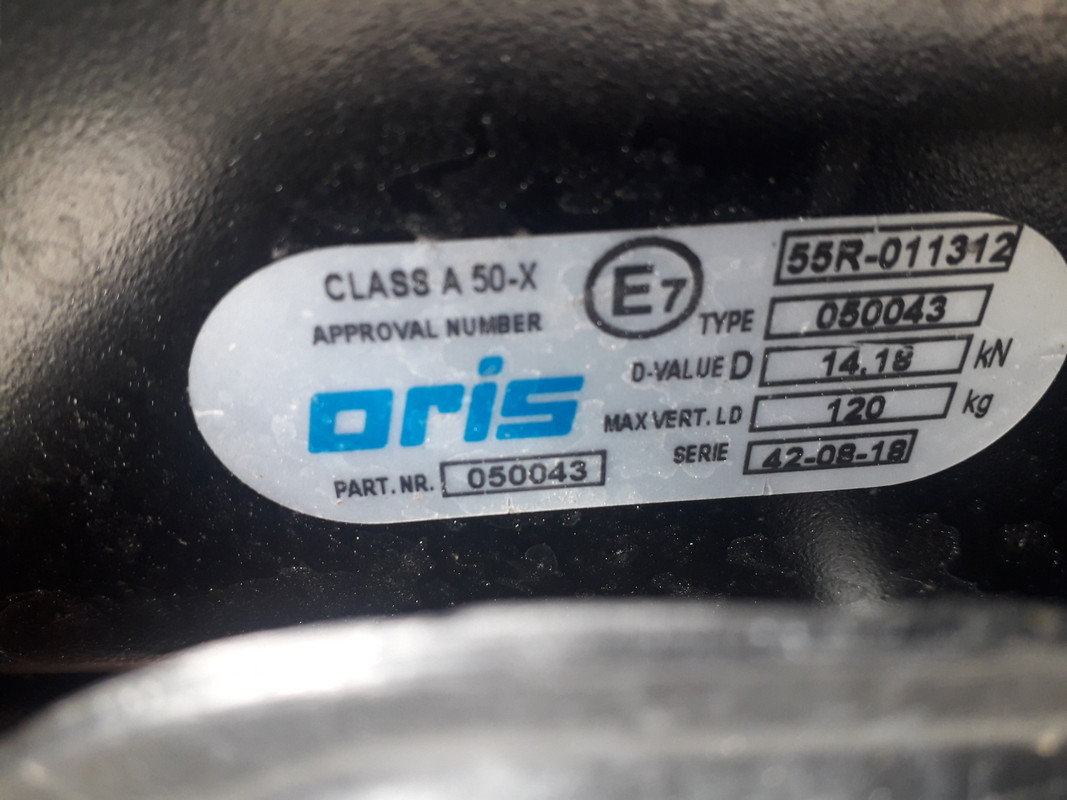 CLASS A 50-X
APPROVAL NUMBER
E7
55R-011312
TYPE 050043
D-VALUE D 14.18 kN
MAX VERT. LD 120 kg
SERIE 42-08-18
oris
PART. NR. 050043